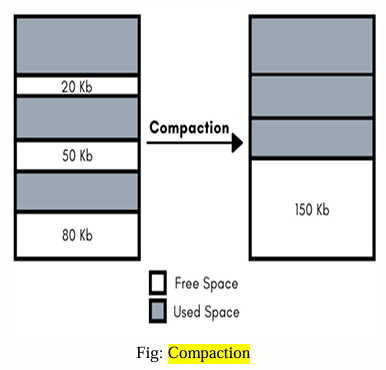 20 Kb
50 Kb
80 Kb
Compaction
150 Kb
Free Space
Used Space
Fig: Compaction